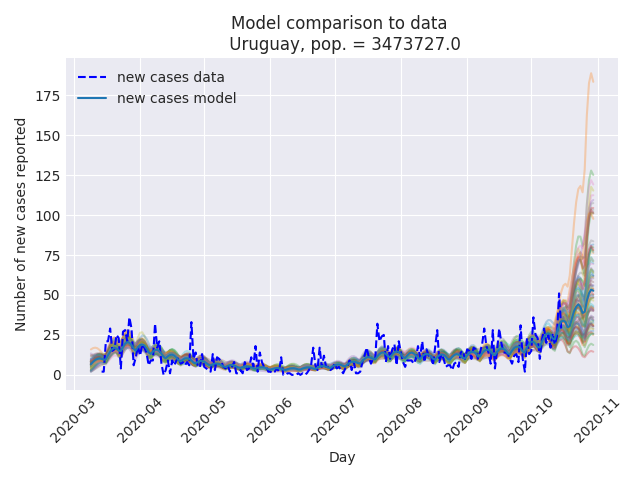 Model comparison to data
Uruguay, pop. = 3473727.0
new cases data
new cases model
Number of new cases reported
175
150
125
100
75
50
25
0
2020-03
2020-04
2020-05
2020-06
2020-07
2020-08
2020-09
2020-10
2020-11
Day